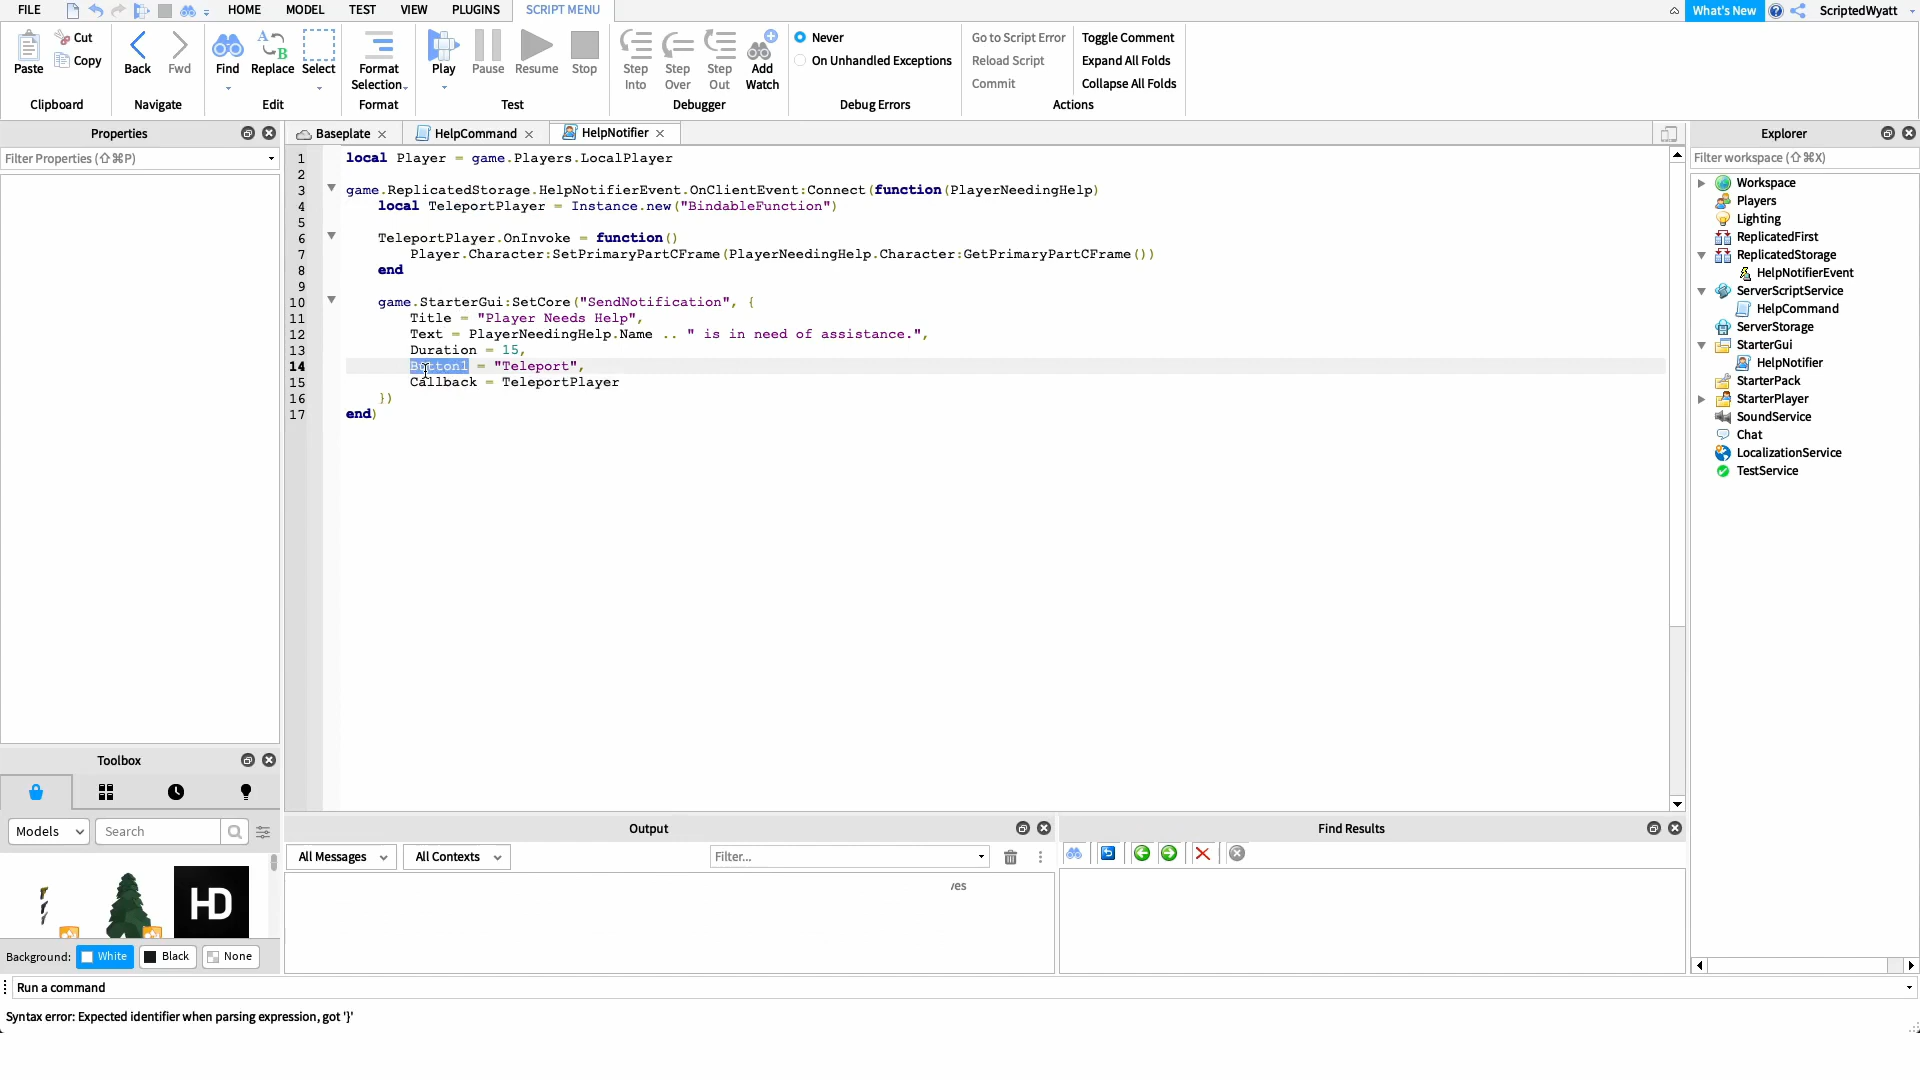 FILE
HOME
MODEL
TEST
VIEW
PLUGINS
SCRIPT MENU
What's New
ScriptedWyatt
Paste
Cut
Copy
Clipboard
Back
Fwd
Navigate
Find
Replace
Select
Edit
Format
Selection
Format
Play
Pause
Resume
Stop
Test
Step
Into
Step
Over
Step
Out
Add
Watch
Debugger
Never
On Unhandled Exceptions
Debug Errors
Go to Script Error
Reload Script
Commit
Toggle Comment
Expand All Folds
Collapse All Folds
Actions
Properties
Filter Properties (⇧⌘P)
Baseplate
HelpCommand
HelpNotifier
1 local Player = game.Players.LocalPlayer
2
3 game.ReplicatedStorage.HelpNotifierEvent.OnClientEvent:Connect(function(PlayerNeedingHelp)
4 local TeleportPlayer = Instance.new("BindableFunction")
5
6 TeleportPlayer.OnInvoke = function()
7 Player.Character:SetPrimaryPartCFrame(PlayerNeedingHelp.Character:GetPrimaryPartCFrame())
8 end
9
10 game.StarterGui:SetCore("SendNotification", {
11 Title = "Player Needs Help",
12 Text = PlayerNeedingHelp.Name .. " is in need of assistance.",
13 Duration = 15,
14 Button1 = "Teleport",
15 Callback = TeleportPlayer
16 })
17 end)
Explorer
Filter workspace (⇧⌘X)
Workspace
Players
Lighting
ReplicatedFirst
ReplicatedStorage
HelpNotifierEvent
ServerScriptService
HelpCommand
ServerStorage
StarterGui
HelpNotifier
StarterPack
StarterPlayer
SoundService
Chat
LocalizationService
TestService
Toolbox
Models
Search
HD
Background:
White
Black
None
Output
All Messages
All Contexts
Filter...
Find Results
Run a command
Syntax error: Expected identifier when parsing expression, got '}'